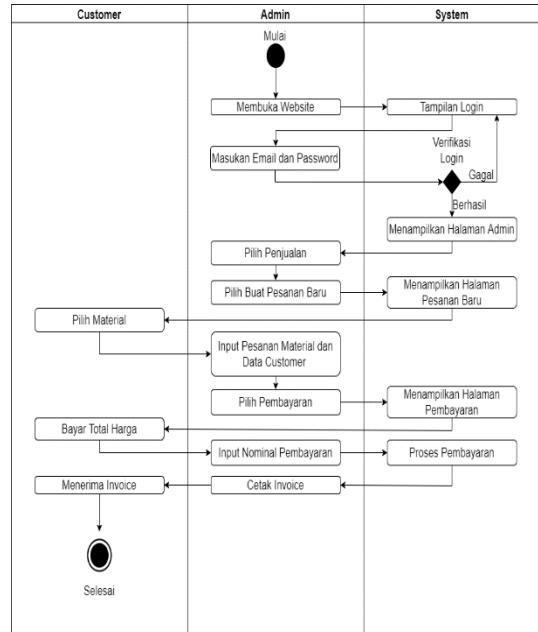 Customer
Admin
System
Mulai
Membuka Website
Tampilan Login
Verifikasi
Login
Masukan Email dan Password
Gagal
Berhasil
Menampilkan Halaman Admin
Pilih Penjualan
Pilih Buat Pesanan Baru
Menampilkan Halaman
Pesanan Baru
Pilih Material
Input Pesanan Material dan
Data Customer
Pilih Pembayaran
Menampilkan Halaman
Pembayaran
Bayar Total Harga
Input Nominal Pembayaran
Proses Pembayaran
Menerima Invoice
Cetak Invoice
Selesai